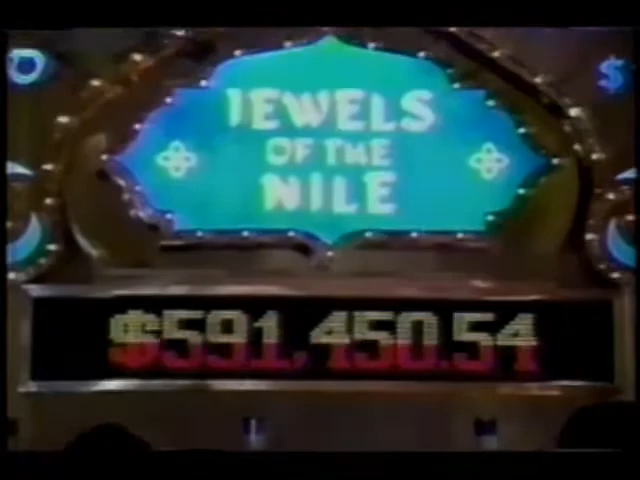 $
JEWELS
OF THE
NILE
$591,450.54